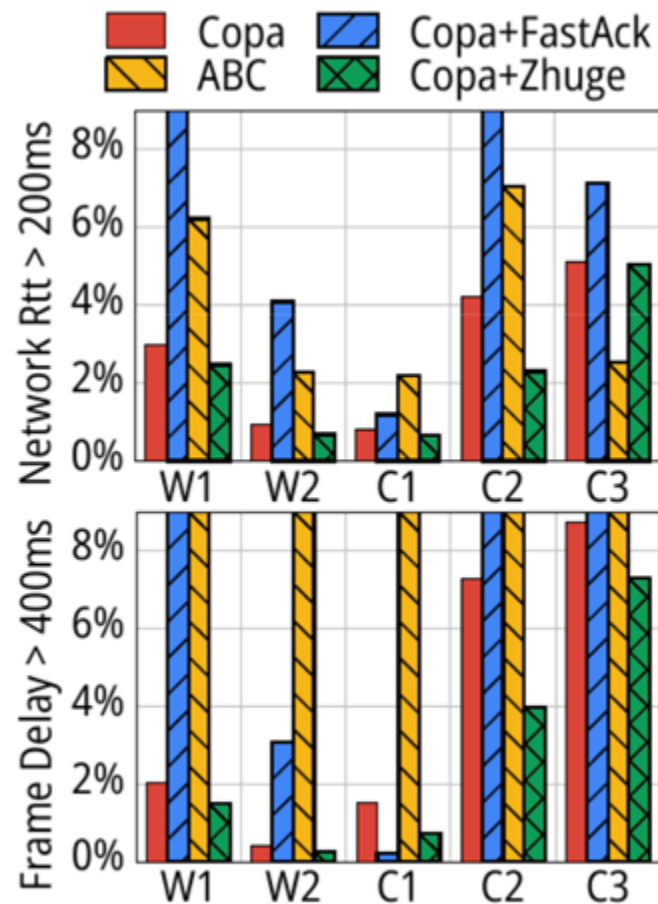 Copa Copa+FastAck
ABC Copa+Zhuge
Network Rtt > 200ms
8%
6%
4%
2%
0%
W1 W2 C1 C2 C3
Frame Delay > 400ms
8%
6%
4%
2%
0%
W1 W2 C1 C2 C3